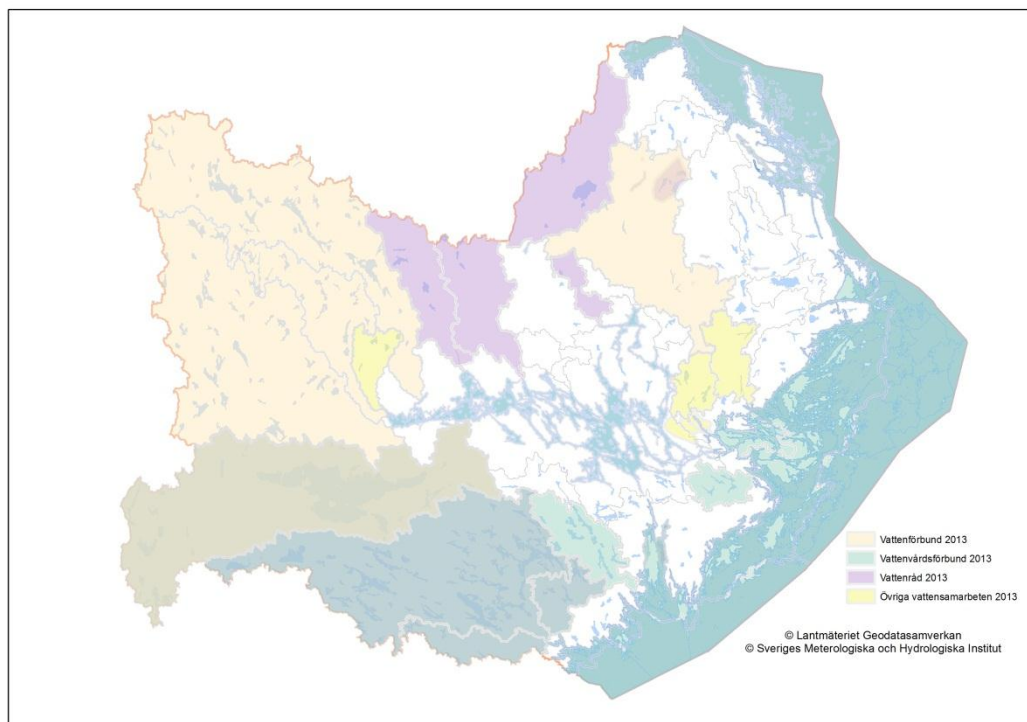 Vattenförbund 2013
Vattenvårdsförbund 2013
Vattenråd 2013
Övriga vattensamarbeten 2013
© Lantmäteriet Geodatasamverkan
© Sveriges Meterologiska och Hydrologiska Institut